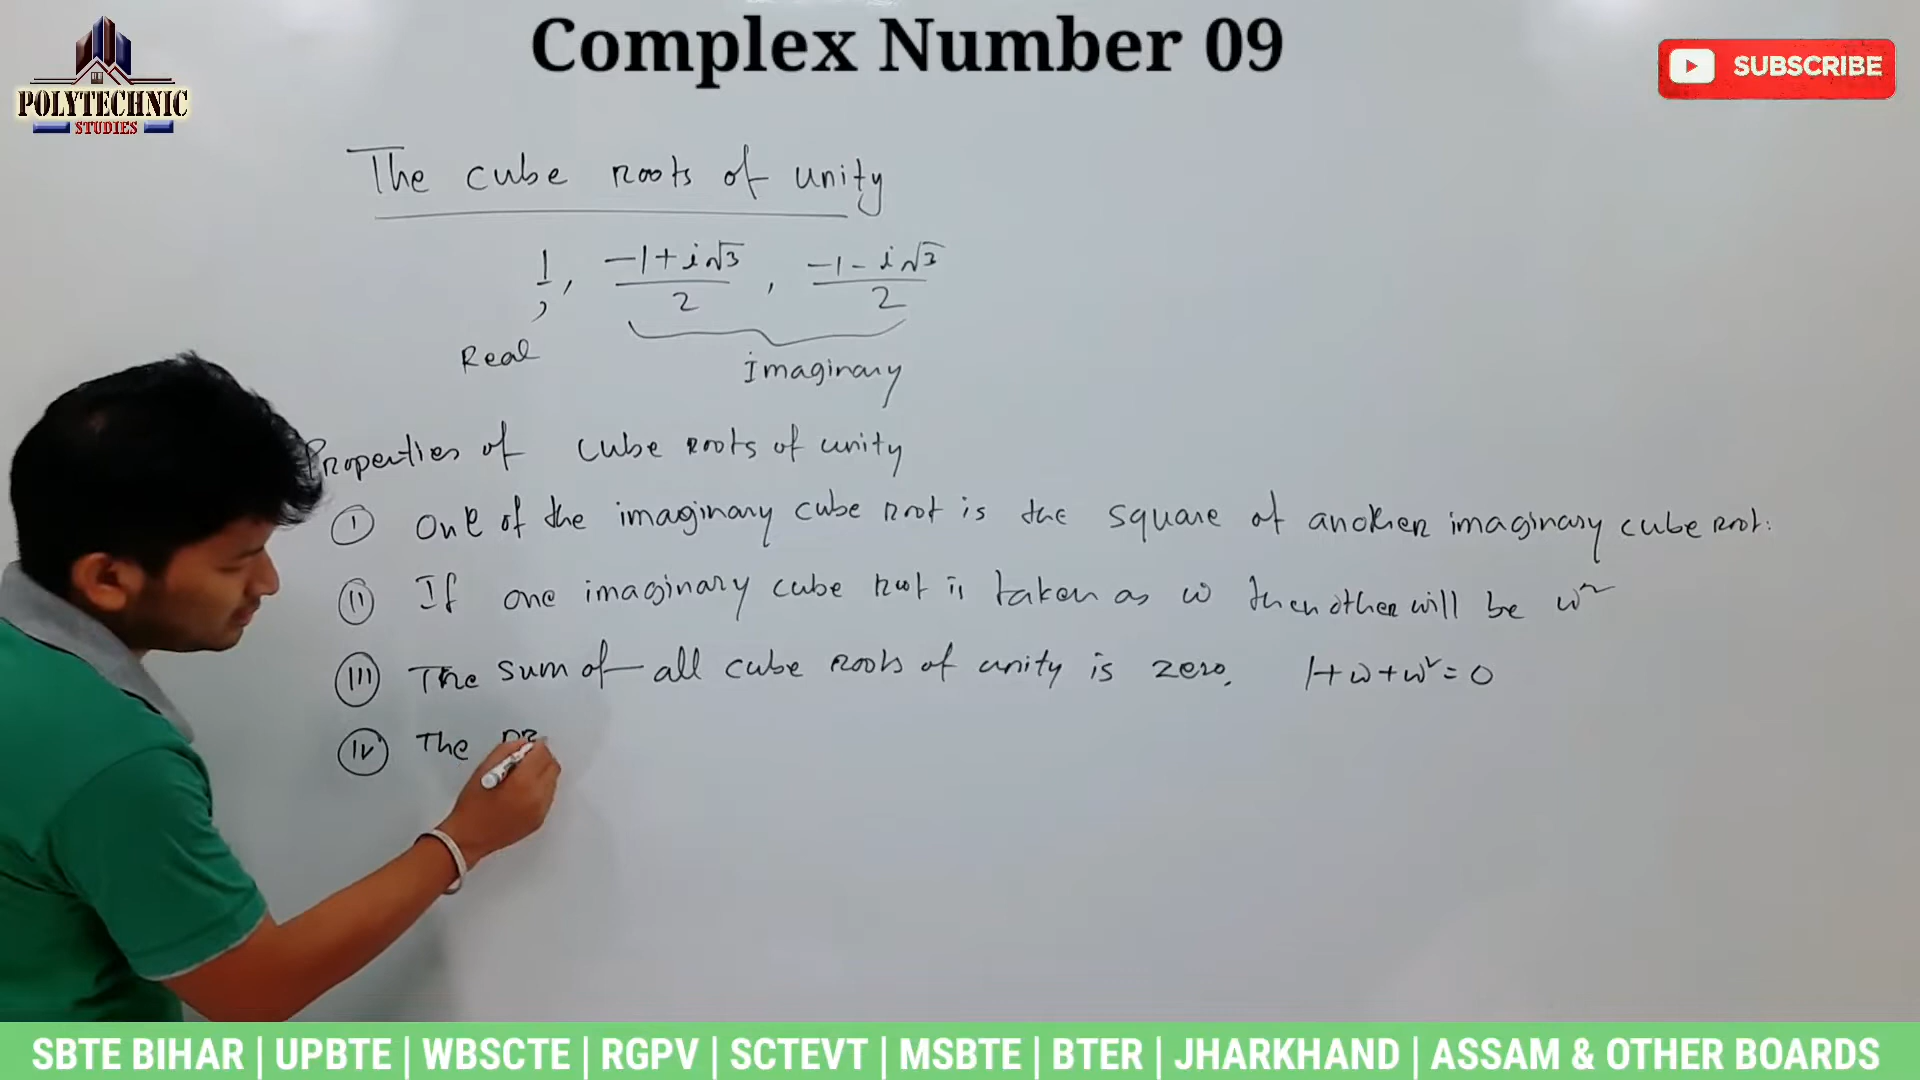 Complex Number 09
POLYTECHNIC
STUDIES
SUBSCRIBE
The cube roots of unity
1, (-1+i√3)/2, (-1-i√3)/2
Real
Imaginary
Properties of cube roots of unity
(I) One of the imaginary cube root is the square of another imaginary cube root.
(II) If one imaginary cube root is taken as ω then other will be ω²
(III) The sum of all cube roots of unity is zero. 1+ω+ω²=0
(IV) The pr
SBTE BIHAR | UPBTE | WBSCTE | RGPV | SCTEVT | MSBTE | BTER | JHARKHAND | ASSAM & OTHER BOARDS